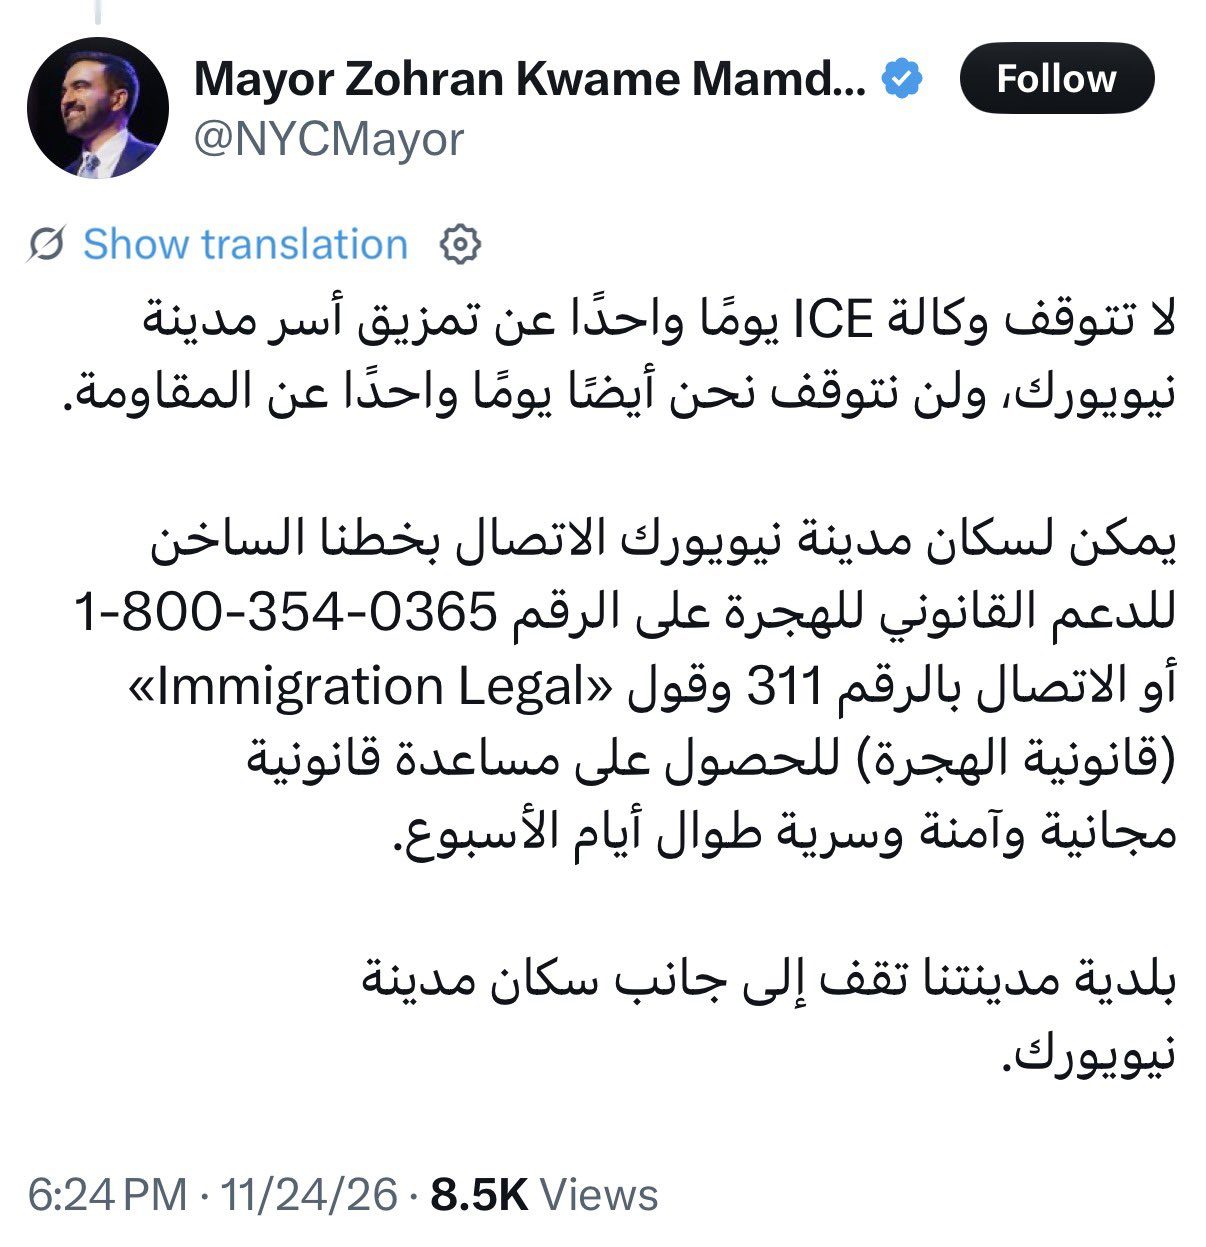 Mayor Zohran Kwame Mamd...
Follow
@NYCMayor
Show translation
لا تتوقف وكالة ICE يومًا واحدًا عن تمزيق أسر مدينة
نيويورك، ولن نتوقف نحن أيضًا يومًا واحدًا عن المقاومة.
يمكن لسكان مدينة نيويورك الاتصال بخطنا الساخن
للدعم القانوني للهجرة على الرقم 1-800-354-0365
أو الاتصال بالرقم 311 وقول «Immigration Legal»
(قانونية الهجرة) للحصول على مساعدة قانونية
مجانية وآمنة وسرية طوال أيام الأسبوع.
بلدية مدينتنا تقف إلى جانب سكان مدينة
نيويورك.
6:24 PM · 11/24/26 · 8.5K Views